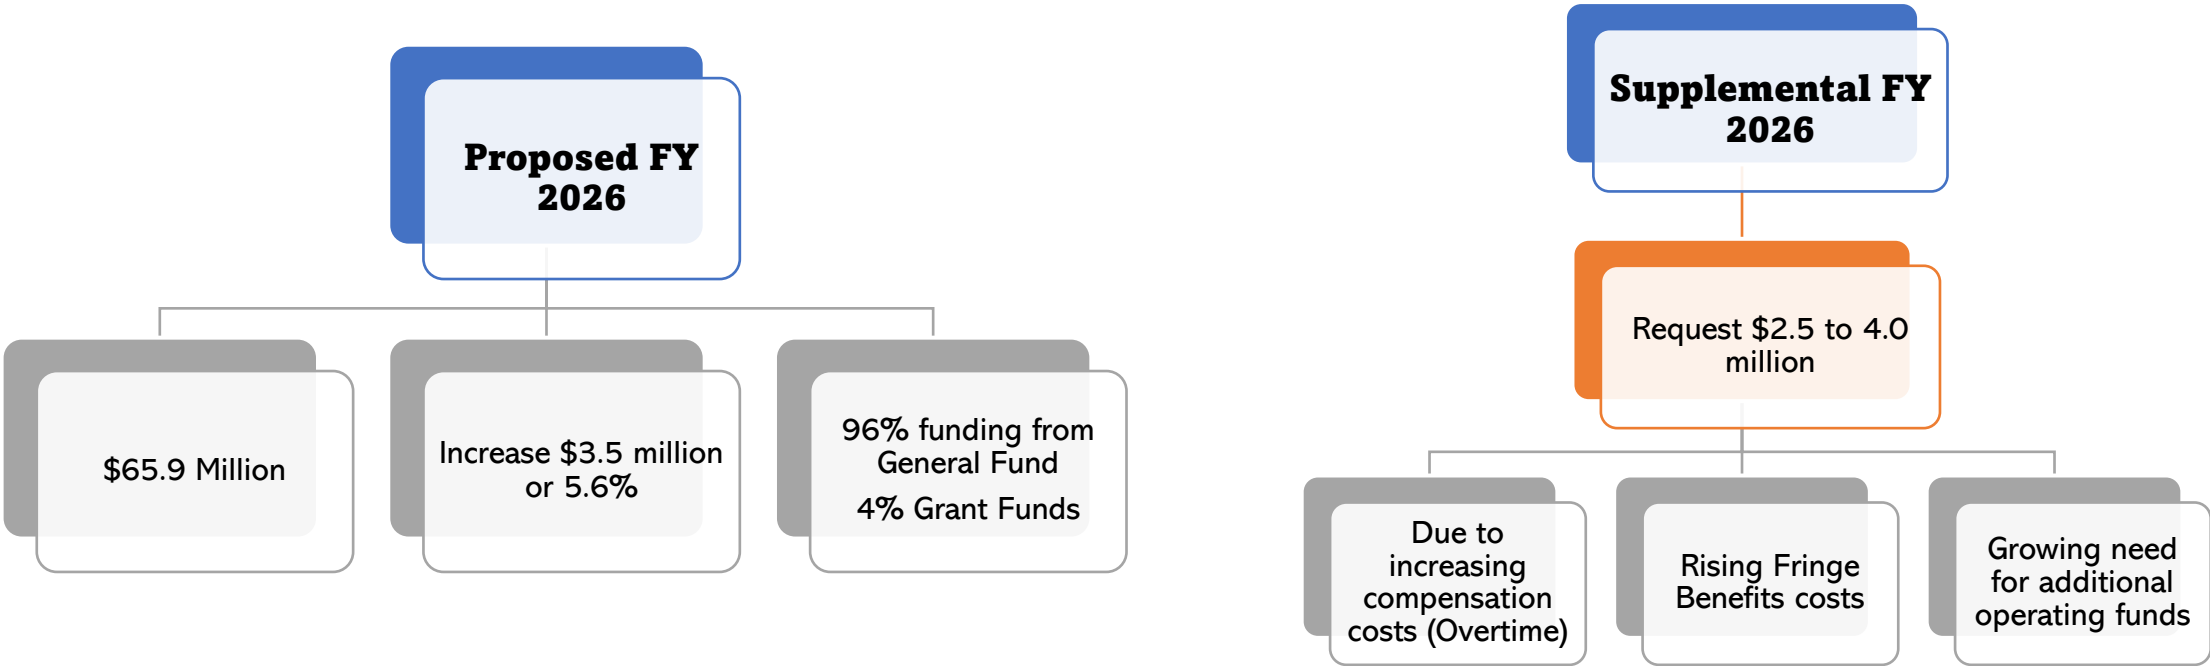 Proposed FY
2026
$65.9 Million
Increase $3.5 million
or 5.6%
96% funding from
General Fund
4% Grant Funds
Supplemental FY
2026
Request $2.5 to 4.0
million
Due to
increasing
compensation
costs (Overtime)
Rising Fringe
Benefits costs
Growing need
for additional
operating funds